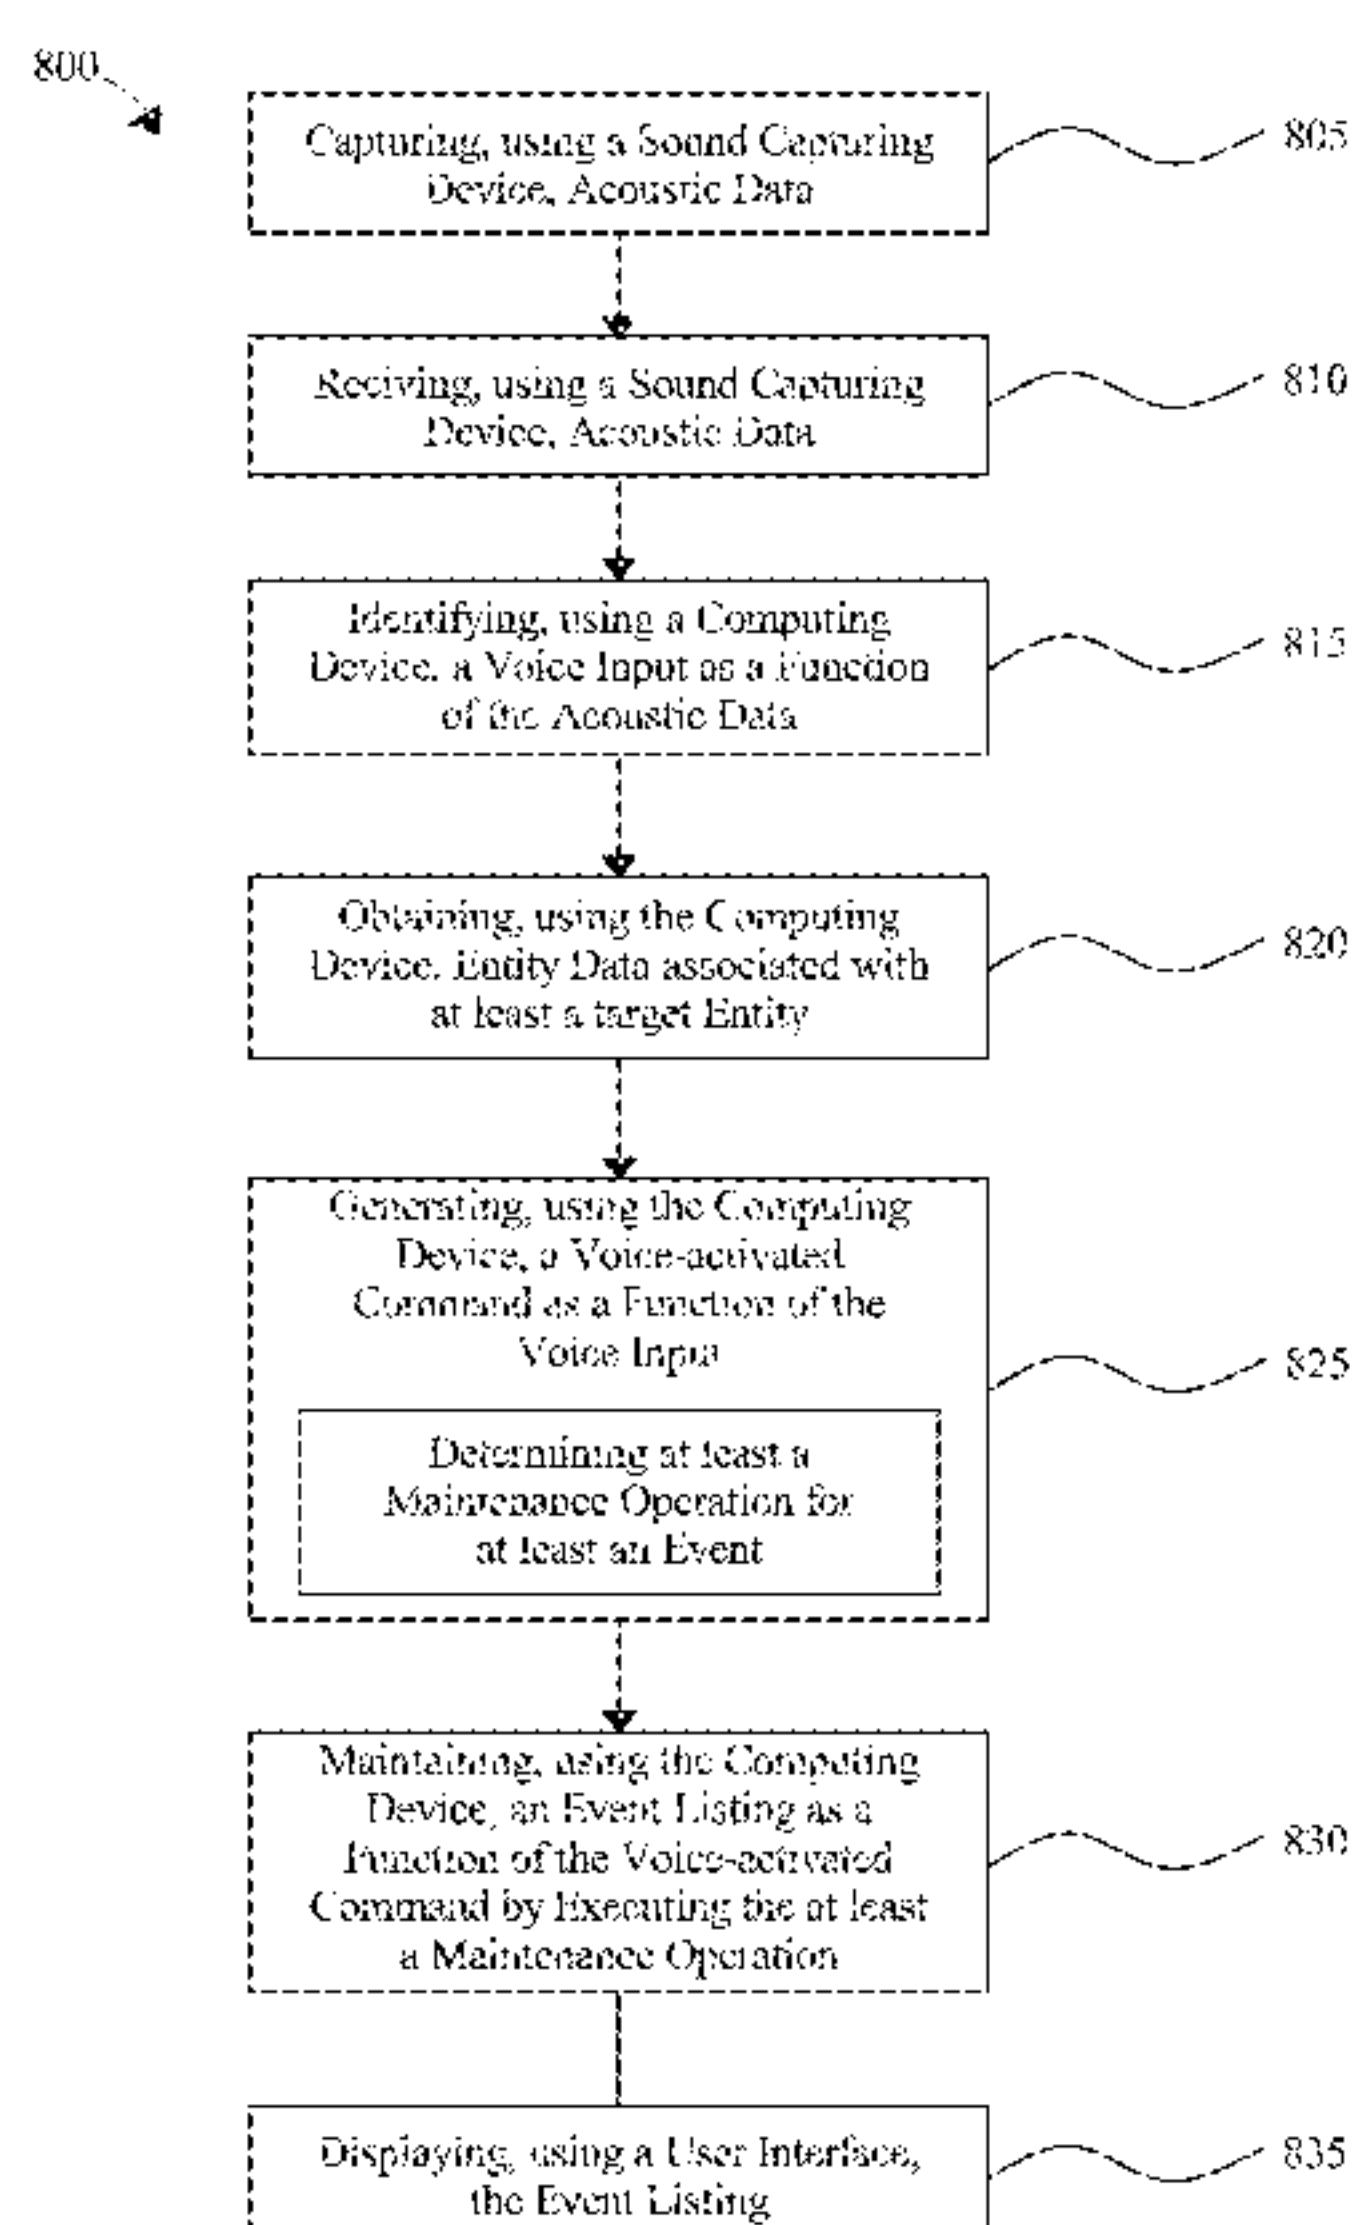 800
Capturing, using a Sound Capturing
Device, Acoustic Data
805
Reciving, using a Sound Capturing
Device, Acoustic Data
810
Identifying, using a Computing
Device, a Voice Input as a Function
of the Acoustic Data
815
Obtaining, using the Computing
Device, Entity Data associated with
at least a target Entity
820
Generating, using the Computing
Device, a Voice-activated
Command as a Function of the
Voice Input
825
Determining at least a
Maintenance Operation for
at least an Event
Maintaining, using the Computing
Device, an Event Listing as a
Function of the Voice-activated
Command by Executing the at least
a Maintenance Operation
830
Displaying, using a User Interface,
the Event Listing
835